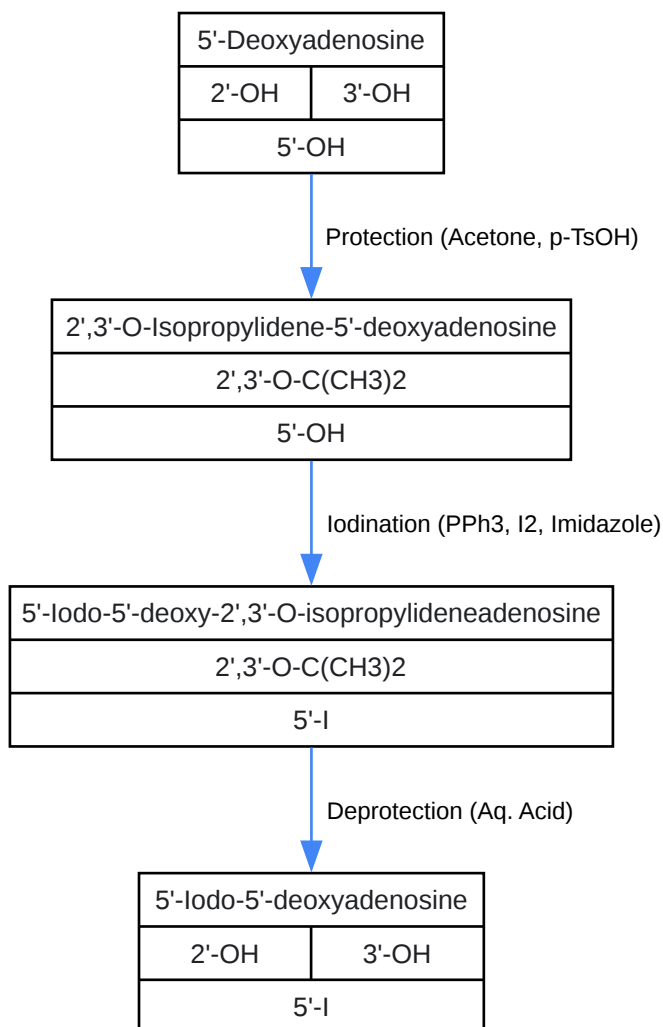 5'-Deoxyadenosine
2'-OH 3'-OH
5'-OH
Protection (Acetone, p-TsOH)
2',3'-O-Isopropylidene-5'-deoxyadenosine
2',3'-O-C(CH3)2
5'-OH
Iodination (PPh3, I2, Imidazole)
5'-Iodo-5'-deoxy-2',3'-O-isopropylideneadenosine
2',3'-O-C(CH3)2
5'-I
Deprotection (Aq. Acid)
5'-Iodo-5'-deoxyadenosine
2'-OH 3'-OH
5'-I